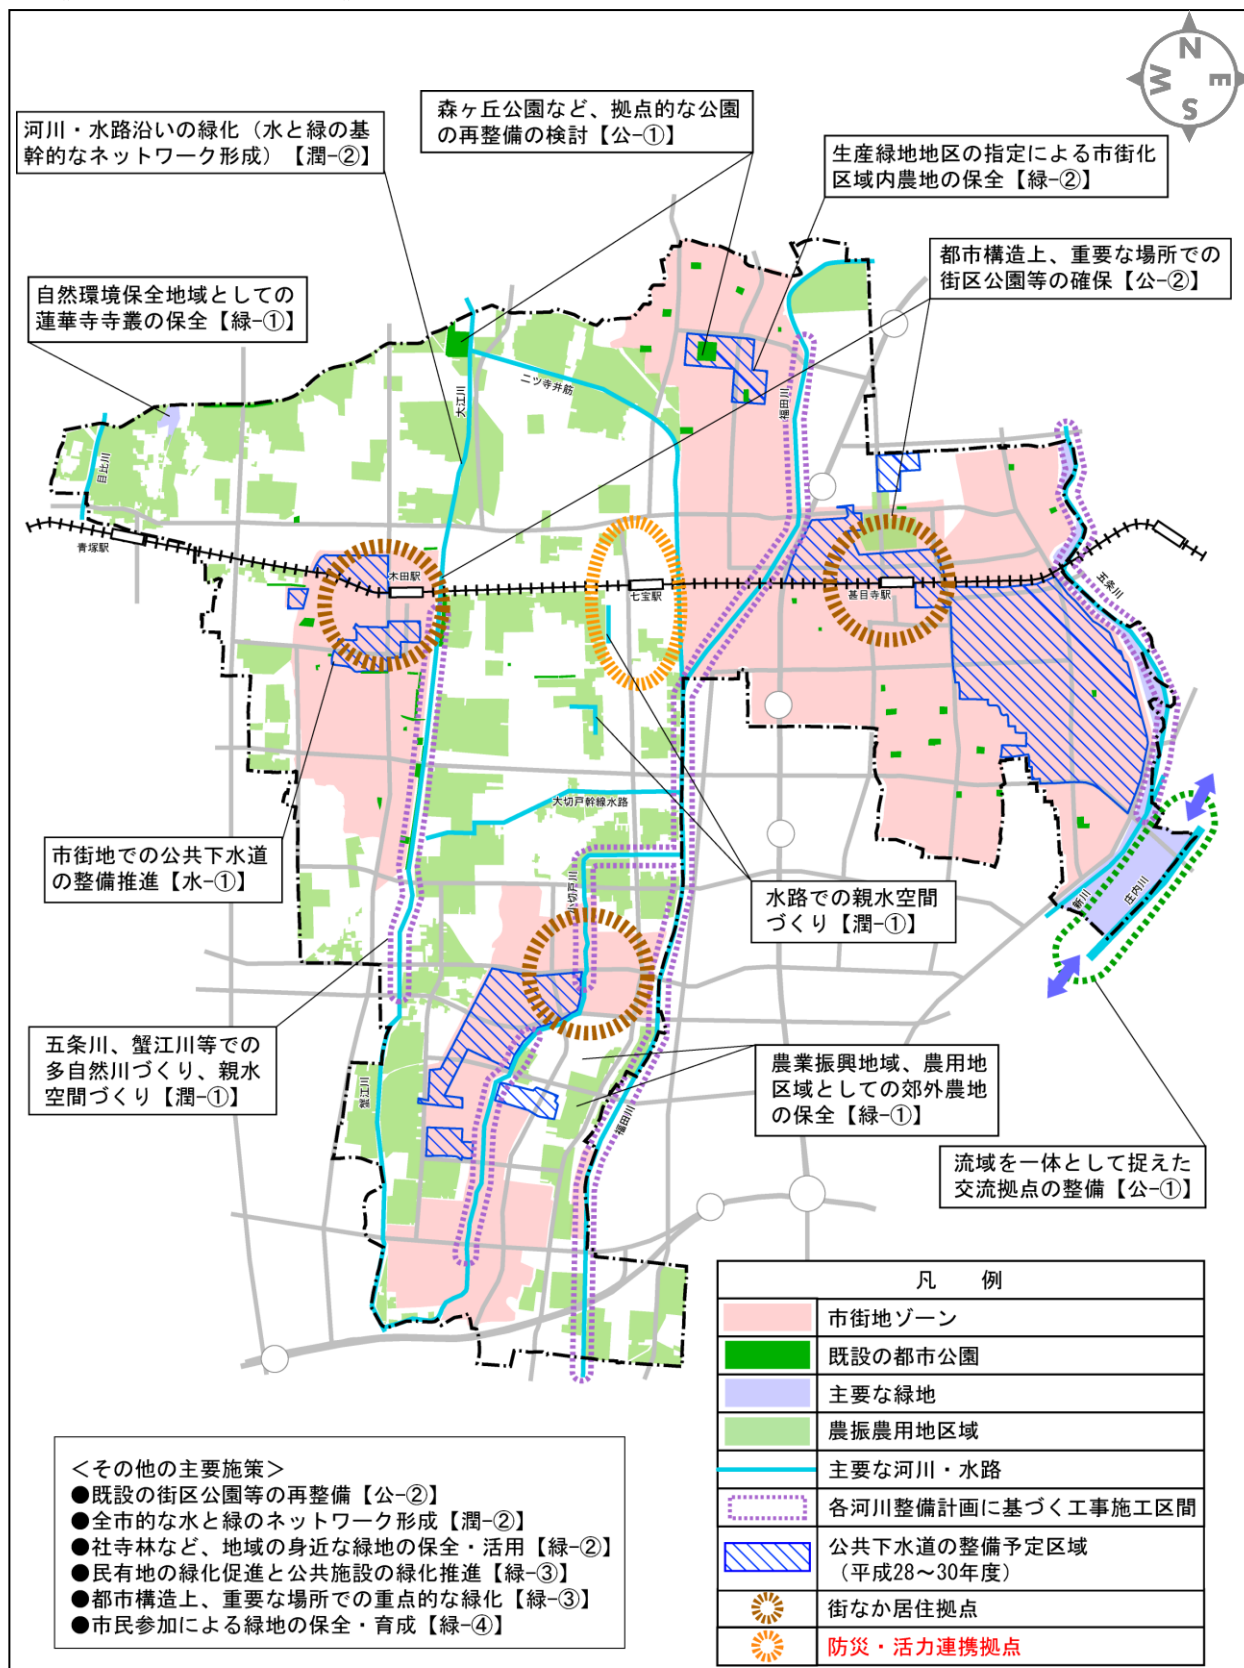 N
W
E
S
森ヶ丘公園など、拠点的な公園
の再整備の検討【公-①】
河川・水路沿いの緑化（水と緑の基
幹的なネットワーク形成）【潤-②】
生産緑地地区の指定による市街化
区域内農地の保全【緑-②】
都市構造上、重要な場所での
街区公園等の確保【公-②】
自然環境保全地域としての
蓮華寺寺叢の保全【緑-①】
大江川
二ツ寺井筋
福田川
目比川
青塚駅
木田駅
七宝駅
甚目寺駅
五条川
大切戸幹線水路
市街地での公共下水道
の整備推進【水-①】
小切戸川
水路での親水空間
づくり【潤-①】
新川
庄内川
五条川、蟹江川等での
多自然川づくり、親水
空間づくり【潤-①】
蟹江川
福田川
農業振興地域、農用地
区域としての郊外農地
の保全【緑-①】
流域を一体として捉えた
交流拠点の整備【公-①】
凡　例
市街地ゾーン
既設の都市公園
主要な緑地
農振農用地区域
主要な河川・水路
各河川整備計画に基づく工事施工区間
公共下水道の整備予定区域
（平成28～30年度）
街なか居住拠点
防災・活力連携拠点
＜その他の主要施策＞
●既設の街区公園等の再整備【公-②】
●全市的な水と緑のネットワーク形成【潤-②】
●社寺林など、地域の身近な緑地の保全・活用【緑-②】
●民有地の緑化促進と公共施設の緑化推進【緑-③】
●都市構造上、重要な場所での重点的な緑化【緑-③】
●市民参加による緑地の保全・育成【緑-④】